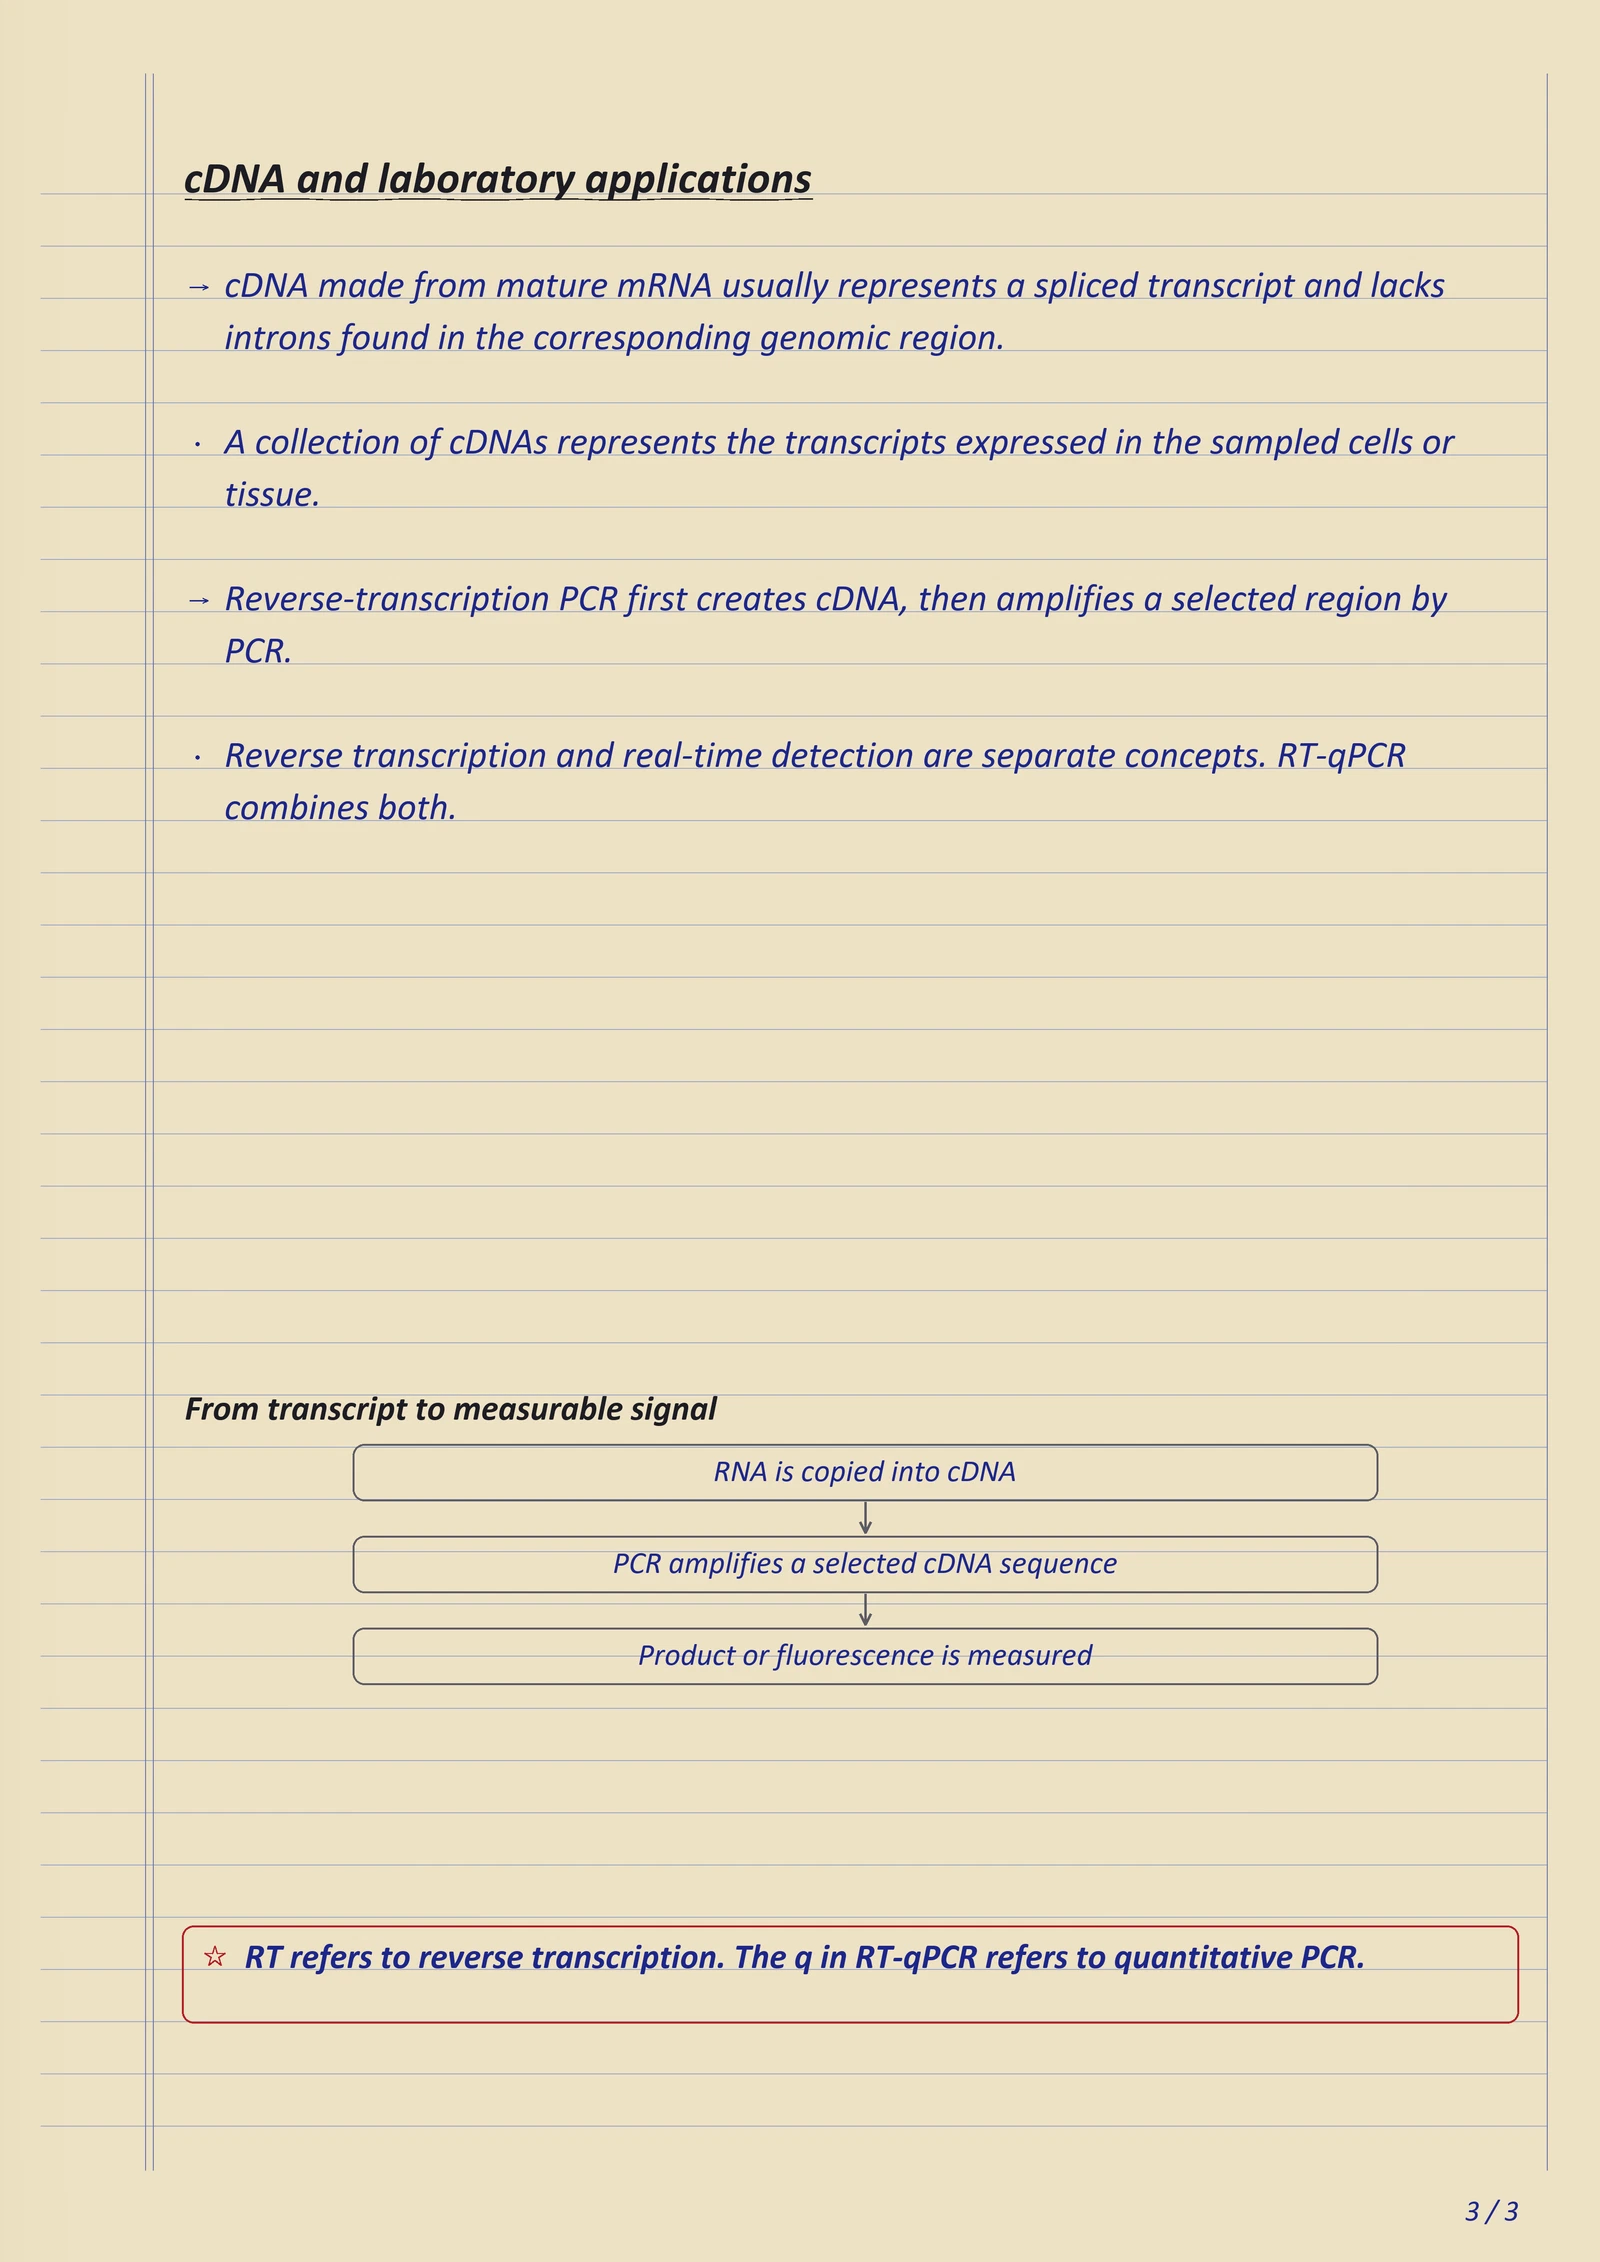 cDNA and laboratory applications
→ cDNA made from mature mRNA usually represents a spliced transcript and lacks
introns found in the corresponding genomic region.
· A collection of cDNAs represents the transcripts expressed in the sampled cells or
tissue.
→ Reverse-transcription PCR first creates cDNA, then amplifies a selected region by
PCR.
· Reverse transcription and real-time detection are separate concepts. RT-qPCR
combines both.
From transcript to measurable signal
RNA is copied into cDNA
PCR amplifies a selected cDNA sequence
Product or fluorescence is measured
☆ RT refers to reverse transcription. The q in RT-qPCR refers to quantitative PCR.
3 / 3